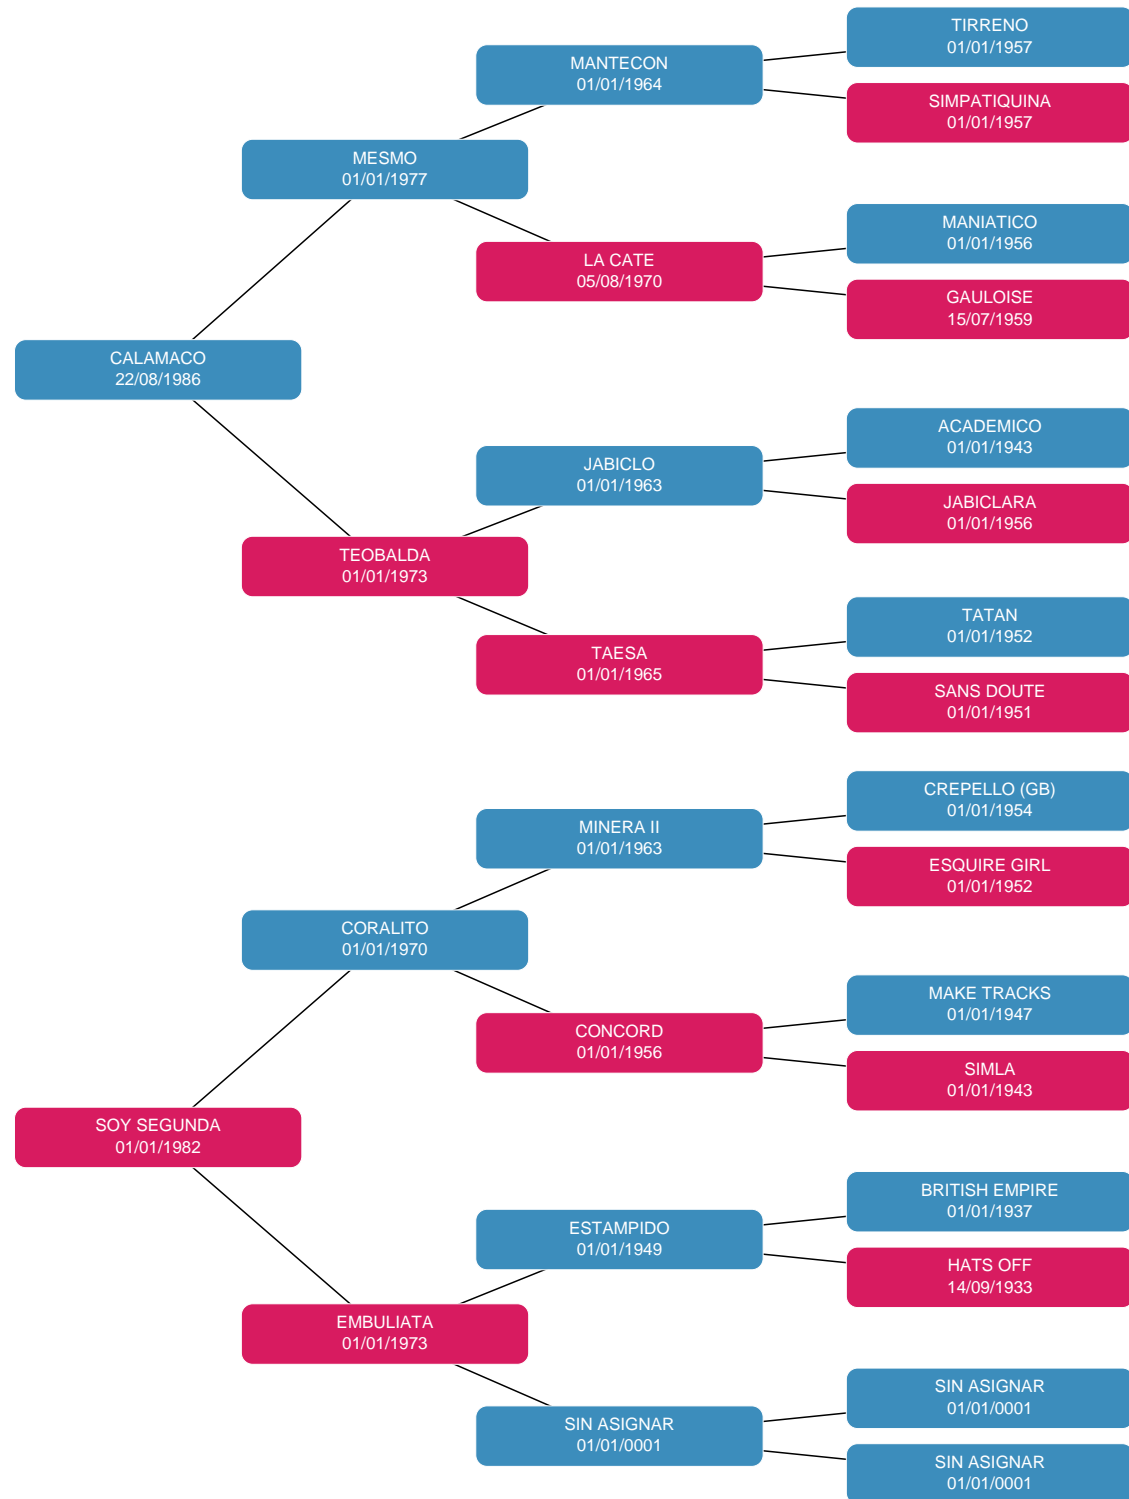 TIRRENO
01/01/1957
MANTECON
01/01/1964
SIMPATIQUINA
01/01/1957
MESMO
01/01/1977
MANIATICO
01/01/1956
LA CATE
05/08/1970
GAULOISE
15/07/1959
CALAMACO
22/08/1986
ACADEMICO
01/01/1943
JABICLO
01/01/1963
JABICLARA
01/01/1956
TEOBALDA
01/01/1973
TATAN
01/01/1952
TAESA
01/01/1965
SANS DOUTE
01/01/1951
CREPELLO (GB)
01/01/1954
MINERA II
01/01/1963
ESQUIRE GIRL
01/01/1952
CORALITO
01/01/1970
MAKE TRACKS
01/01/1947
CONCORD
01/01/1956
SIMLA
01/01/1943
SOY SEGUNDA
01/01/1982
BRITISH EMPIRE
01/01/1937
ESTAMPIDO
01/01/1949
HATS OFF
14/09/1933
EMBULIATA
01/01/1973
SIN ASIGNAR
01/01/0001
SIN ASIGNAR
01/01/0001
SIN ASIGNAR
01/01/0001